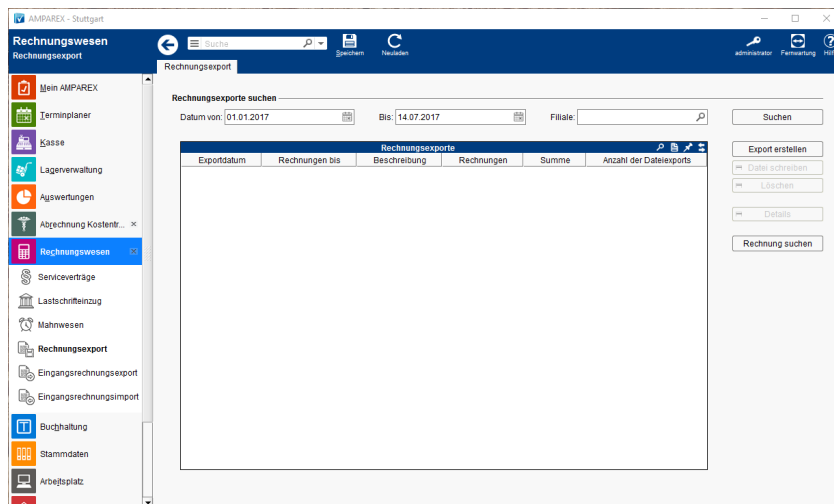 AMPAREX - Stuttgart
Rechnungswesen
Rechnungsexport
Suche
Speichern
Neuladen
administrator
Fernwartung
Hilf
Rechnungsexport
Mein AMPAREX
Terminplaner
Kasse
Lagerverwaltung
Auswertungen
Abrechnung Kostentr...
Rechnungswesen
Serviceverträge
Lastschrifteinzug
Mahnwesen
Rechnungsexport
Eingangsrechnungsexport
Eingangsrechnungsimport
Buchhaltung
Stammdaten
Arbeitsplatz
Rechnungsexporte suchen
Datum von: 01.01.2017 Bis: 14.07.2017 Filiale:
Suchen
Rechnungsexporte
Exportdatum Rechnungen bis Beschreibung Rechnungen Summe Anzahl der Dateiexports
Export erstellen
Datei schreiben
Löschen
Details
Rechnung suchen